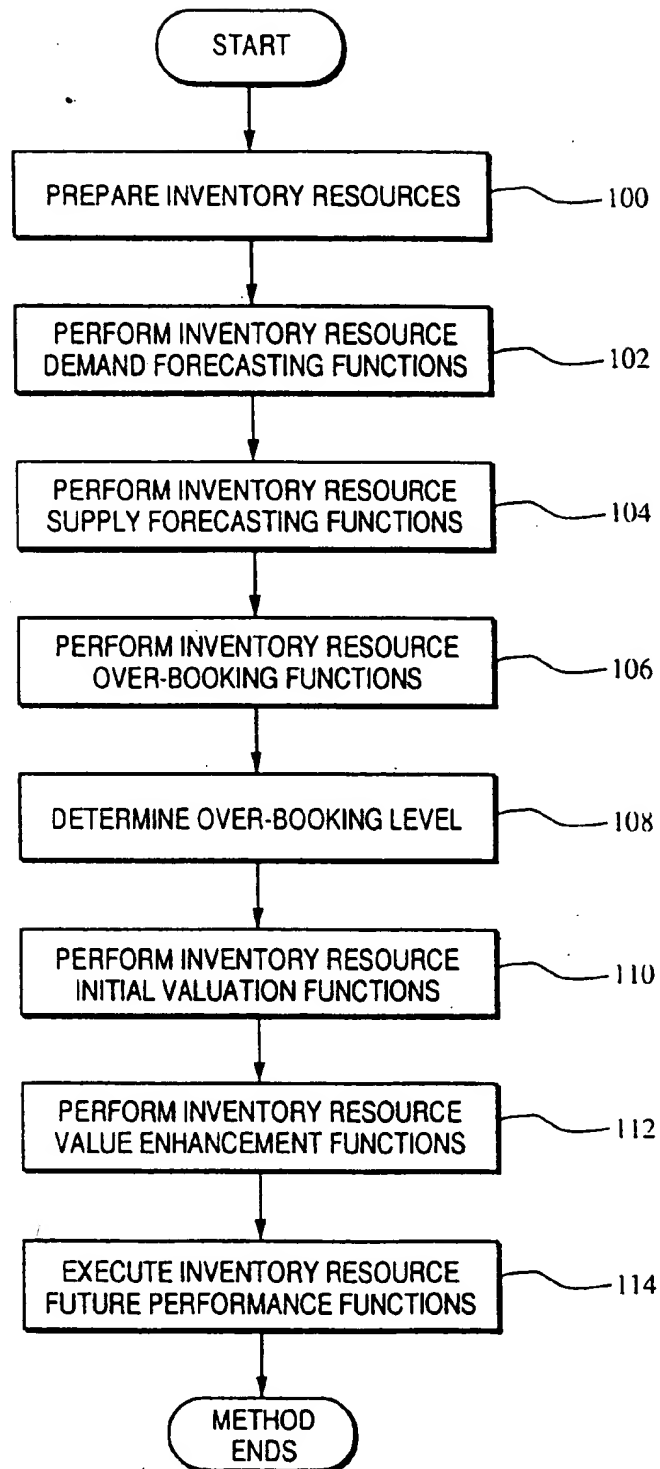 START
PREPARE INVENTORY RESOURCES
100
PERFORM INVENTORY RESOURCE
DEMAND FORECASTING FUNCTIONS
102
PERFORM INVENTORY RESOURCE
SUPPLY FORECASTING FUNCTIONS
104
PERFORM INVENTORY RESOURCE
OVER-BOOKING FUNCTIONS
106
DETERMINE OVER-BOOKING LEVEL
108
PERFORM INVENTORY RESOURCE
INITIAL VALUATION FUNCTIONS
110
PERFORM INVENTORY RESOURCE
VALUE ENHANCEMENT FUNCTIONS
112
EXECUTE INVENTORY RESOURCE
FUTURE PERFORMANCE FUNCTIONS
114
METHOD
ENDS